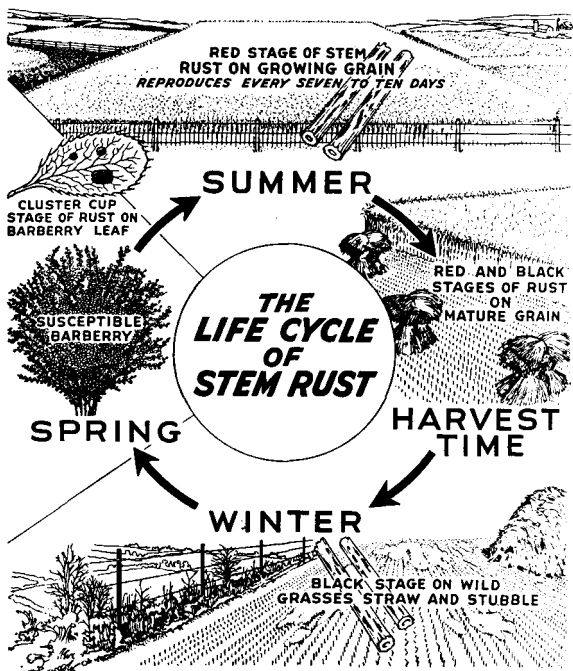 RED STAGE OF STEM
RUST ON GROWING GRAIN
REPRODUCES EVERY SEVEN TO TEN DAYS
SUMMER
CLUSTER CUP
STAGE OF RUST ON
BARBERRY LEAF
RED AND BLACK
STAGES OF RUST
ON
MATURE GRAIN
THE
LIFE CYCLE
OF
STEM RUST
SUSCEPTIBLE
BARBERRY
SPRING
HARVEST
TIME
WINTER
BLACK STAGE ON WILD
GRASSES STRAW AND STUBBLE